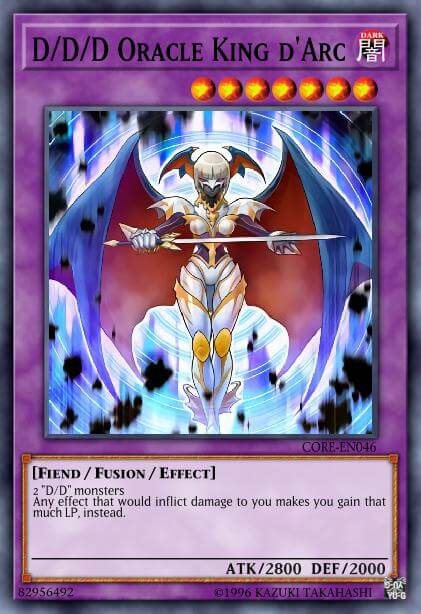 D/D/D Oracle King d'Arc
DARK
闇
CORE-EN046
[Fiend / Fusion / Effect]
2 "D/D" monsters
Any effect that would inflict damage to you makes you gain that
much LP, instead.
ATK/2800 DEF/2000
82956492
©1996 KAZUKI TAKAHASHI